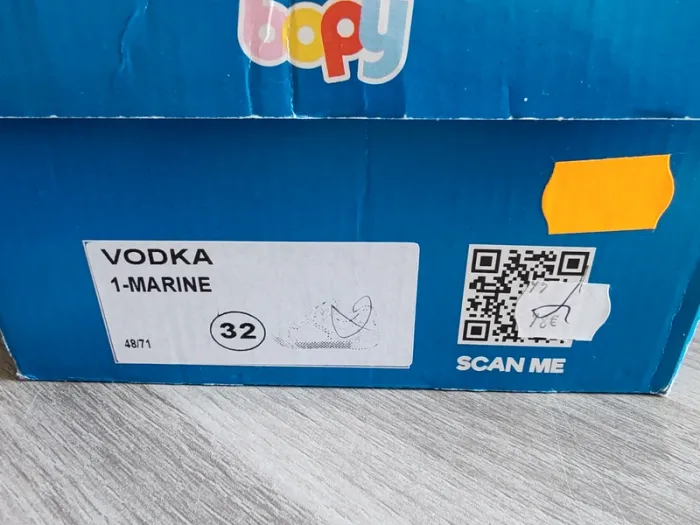 bopy
VODKA
1-MARINE
32
48/71
SCAN ME